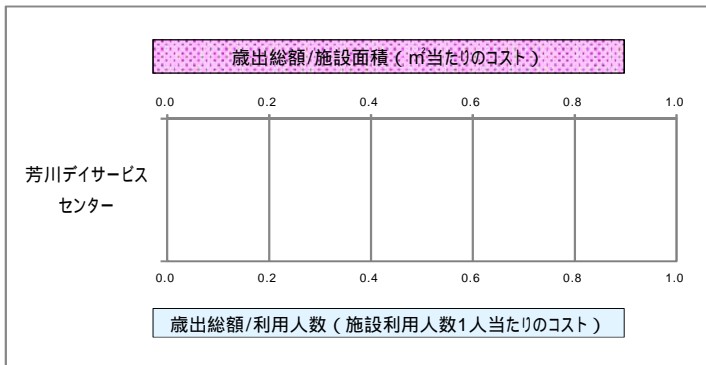 歳出総額/施設面積（㎡当たりのコスト）
0.0 0.2 0.4 0.6 0.8 1.0
芳川デイサービス
センター
0.0 0.2 0.4 0.6 0.8 1.0
歳出総額/利用人数（施設利用人数1人当たりのコスト）